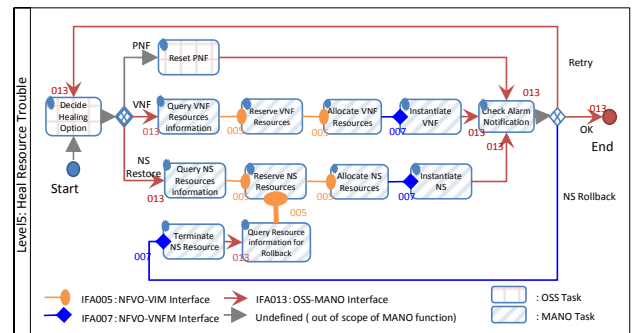 Level5: Heal Resource Trouble
PNF
Reset PNF
Retry
013
013
013
Decide
Healing
Option
VNF
013
Query VNF
Resources
information
005
Reserve VNF
Resources
005
Allocate VNF
Resources
007
Instantiate
VNF
013
Check Alarm
Notification
013
013
OK
End
Start
NS
Restore
013
Query NS
Resources
information
005
Reserve NS
Resources
005
Allocate NS
Resources
007
Instantiate
NS
NS Rollback
005
007
Terminate
NS Resource
013
Query Resource
information for
Rollback
IFA005: NFVO-VIM Interface
IFA013: OSS-MANO Interface
: OSS Task
IFA007: NFVO-VNFM Interface
Undefined ( out of scope of MANO function)
: MANO Task